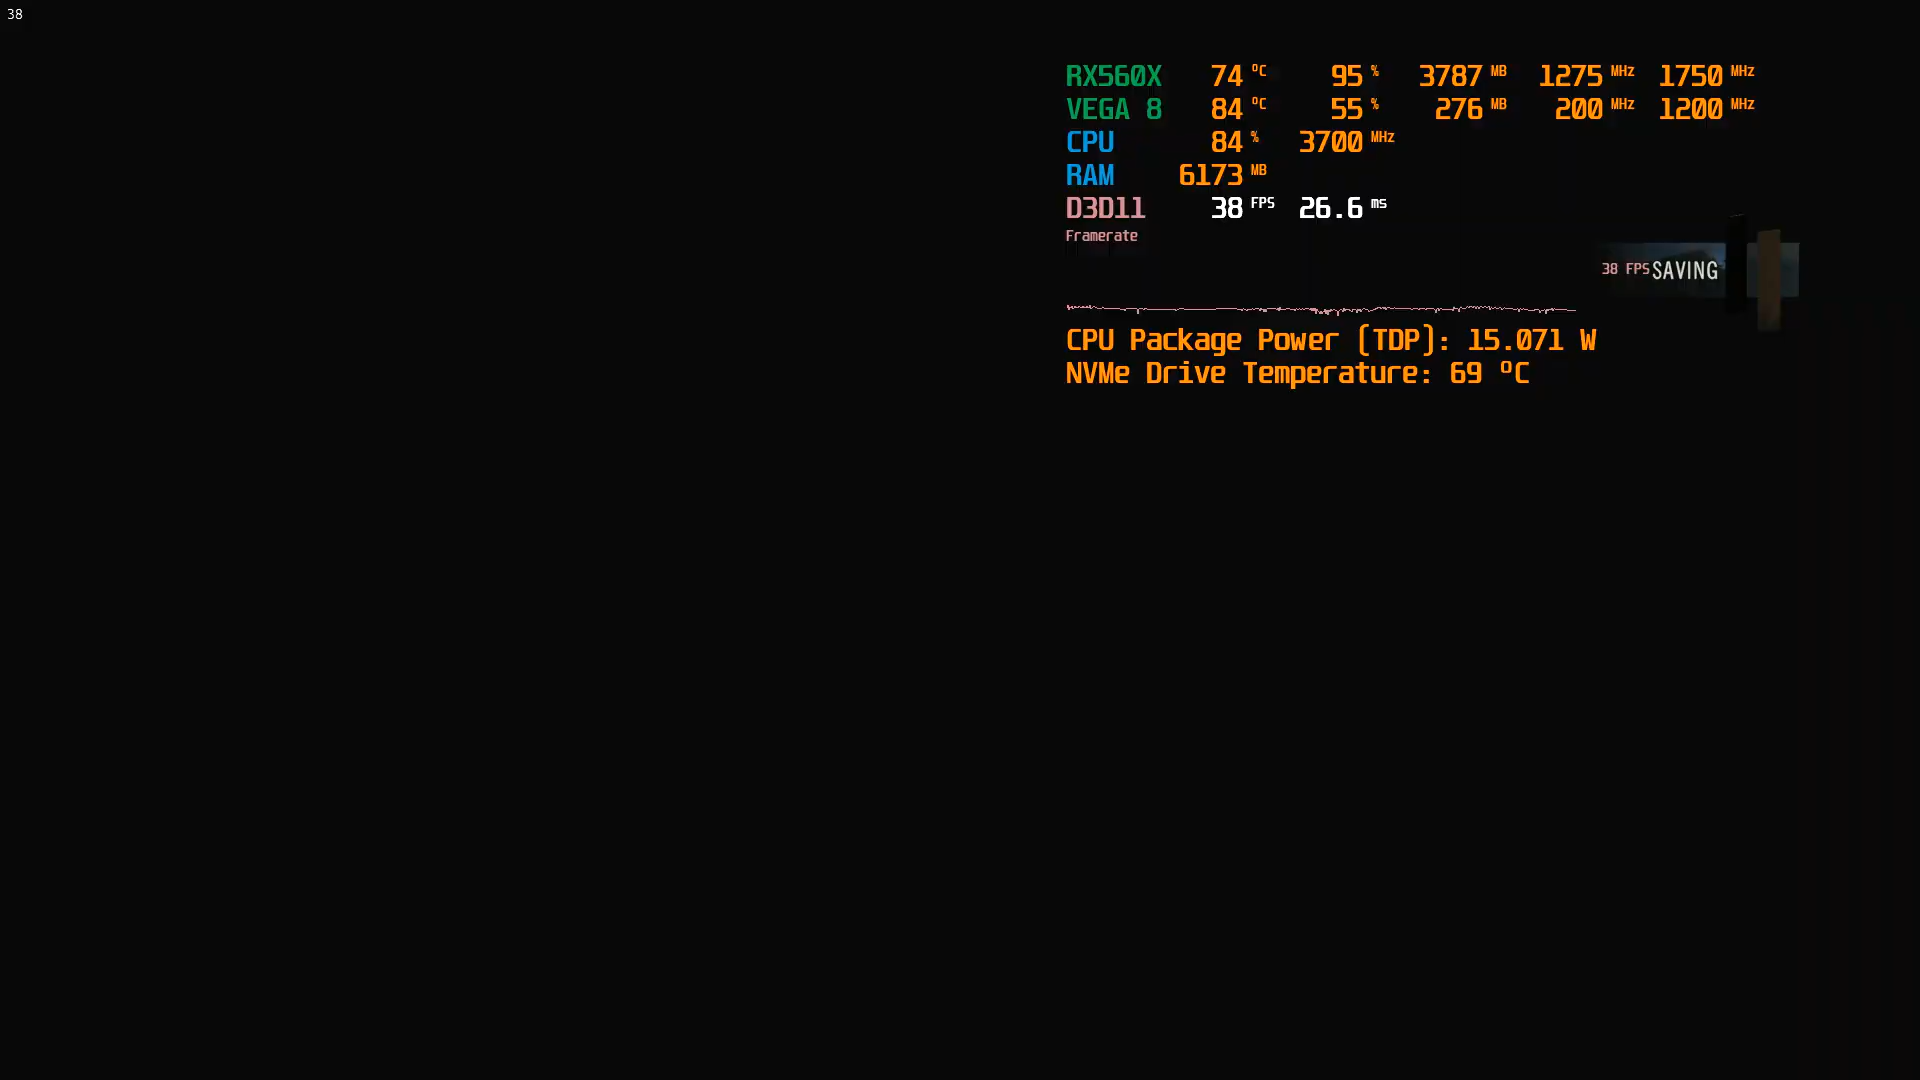 38
RX560X 74 °C 95 % 3787 MB 1275 MHz 1750 MHz
VEGA 8 84 °C 55 % 276 MB 200 MHz 1200 MHz
CPU 84 % 3700 MHz
RAM 6173 MB
D3D11 38 FPS 26.6 ms
Framerate
38 FPS
SAVING
CPU Package Power (TDP): 15.071 W
NVMe Drive Temperature: 69 °C